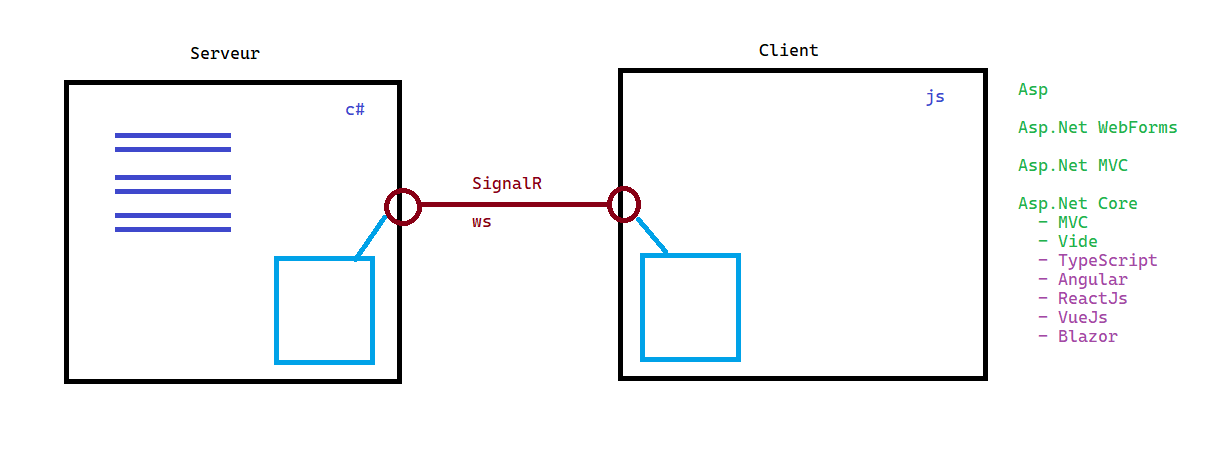 Serveur
Client
c#
js
SignalR
ws
Asp
Asp.Net WebForms
Asp.Net MVC
Asp.Net Core
- MVC
- Vide
- TypeScript
- Angular
- ReactJs
- VueJs
- Blazor